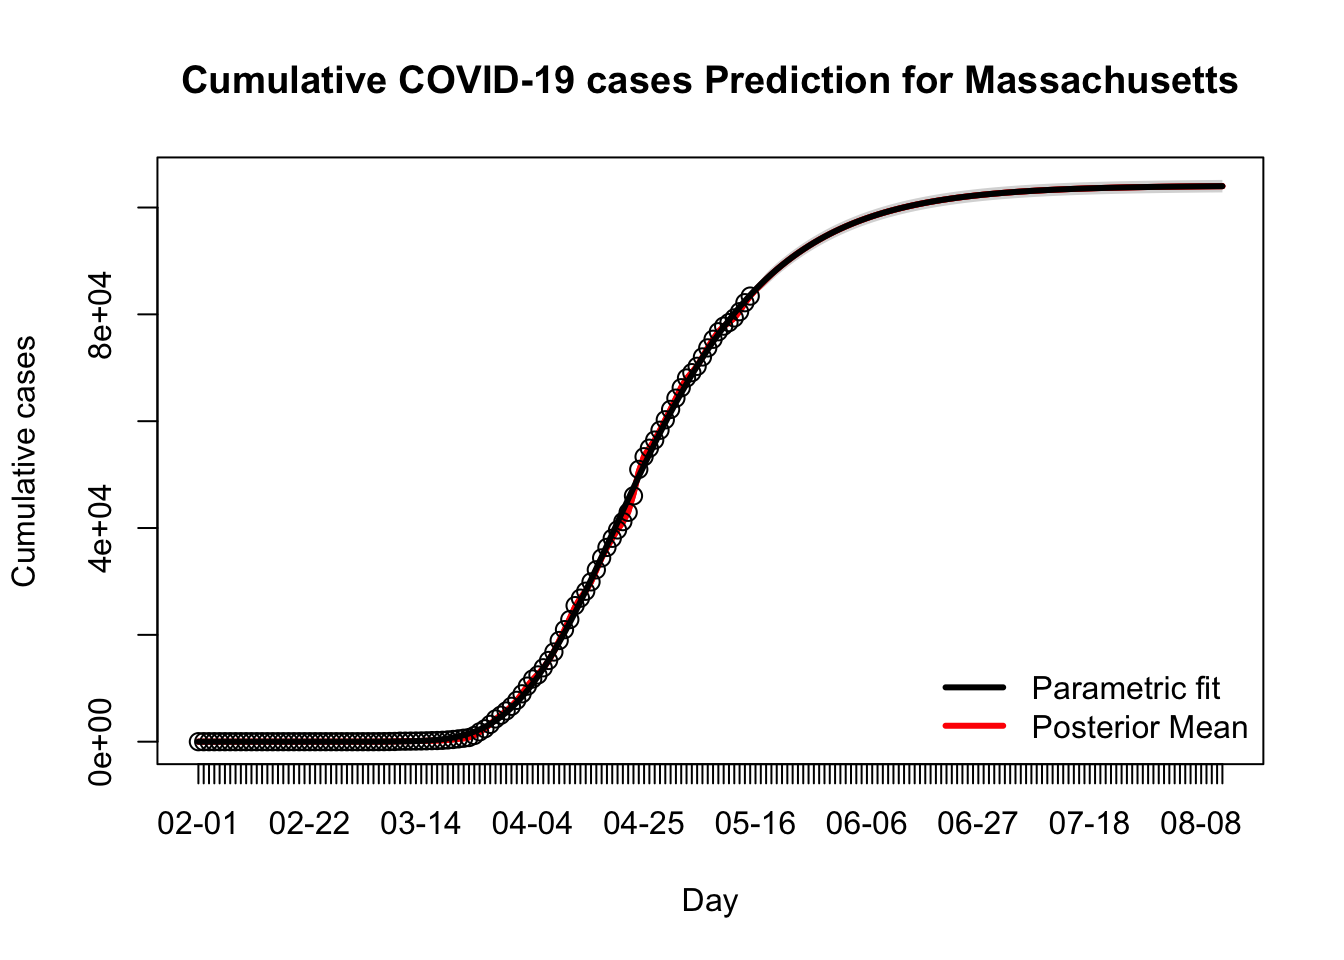 Cumulative COVID-19 cases Prediction for Massachusetts
Cumulative cases
8e+04
4e+04
0e+00
Parametric fit
Posterior Mean
02-01 02-22 03-14 04-04 04-25 05-16 06-06 06-27 07-18 08-08
Day